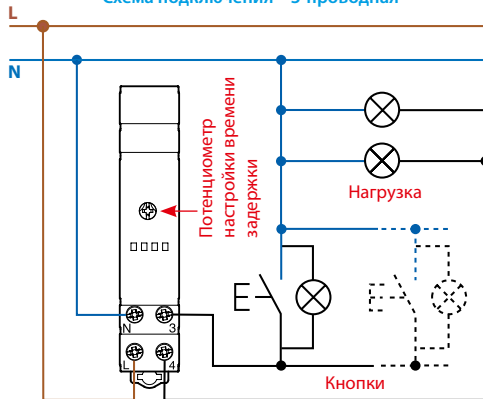 Схема подключения – 3-проводная
L
N
Потенциометр
настройки времени
задержки
Нагрузка
N 3
L 4
Кнопки